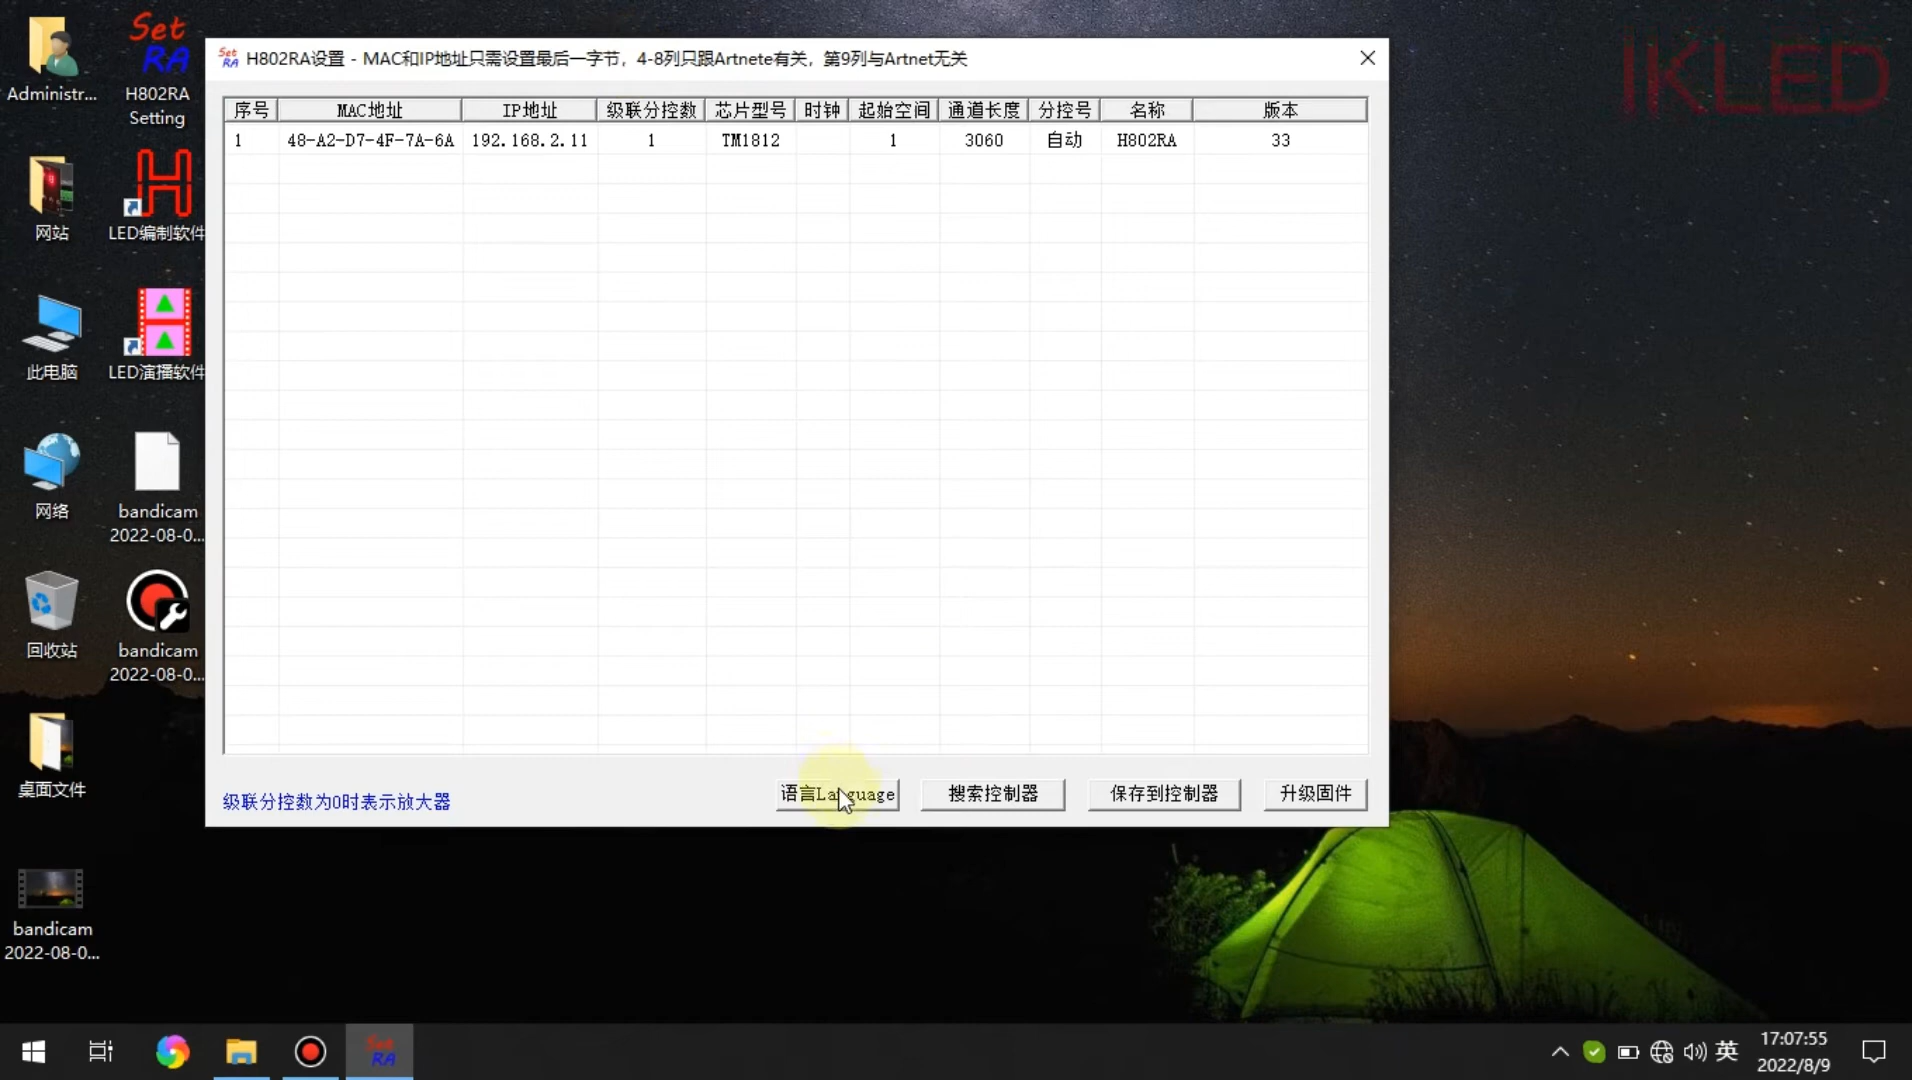 IKLED
Administ...
Set
RA
H802RA
Setting
网站
LED编制软件
此电脑
LED演播软件
网络
bandicam
2022-08-0...
回收站
bandicam
2022-08-0...
桌面文件
bandicam
2022-08-0...
Set
RA
H802RA设置 - MAC和IP地址只需设置最后一字节，4-8列只跟Artnete有关，第9列与Artnet无关
序号 MAC地址 IP地址 级联分控数 芯片型号 时钟 起始空间 通道长度 分控号 名称 版本
1 48-A2-D7-4F-7A-6A 192.168.2.11 1 TM1812 1 3060 自动 H802RA 33
级联分控数为0时表示放大器
语言Language 搜索控制器 保存到控制器 升级固件
Set
RA
英
17:07:55
2022/8/9